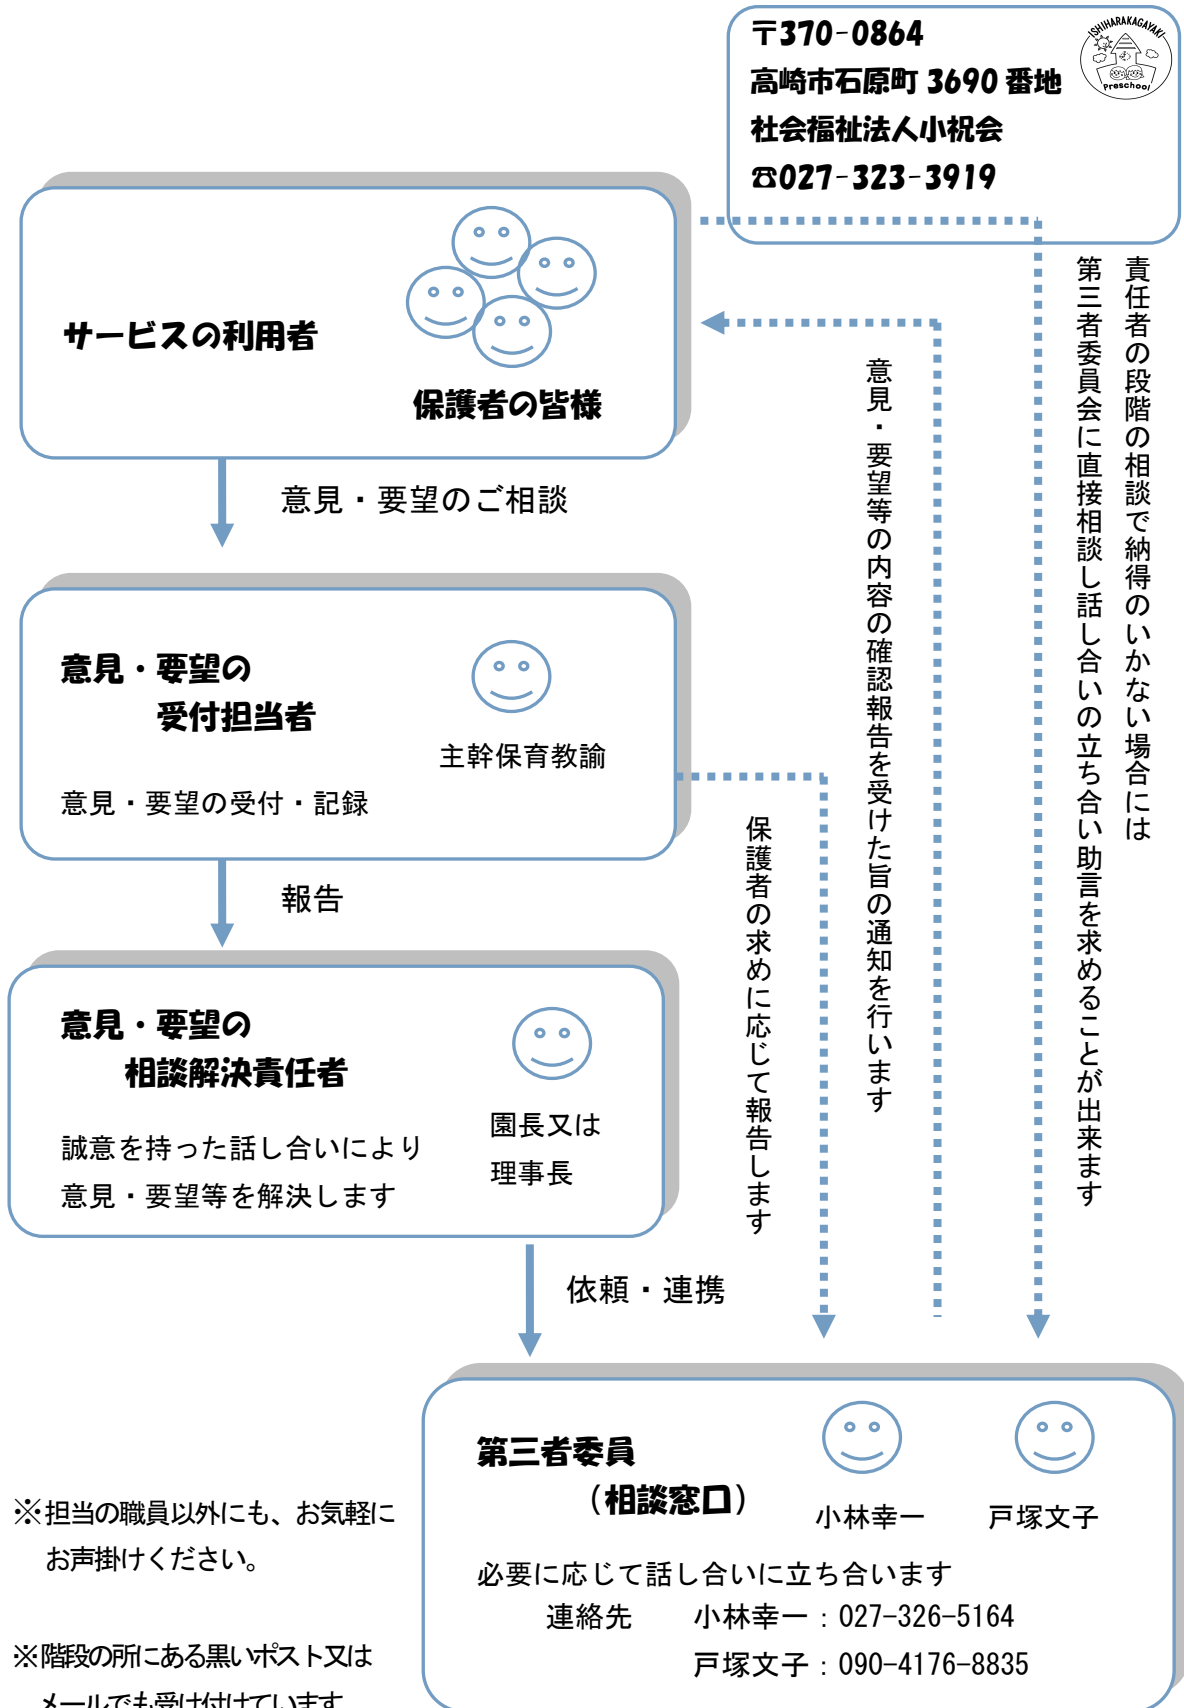 〒370-0864
高崎市石原町 3690 番地
社会福祉法人小祝会
☎027-323-3919
ISHIHARAKAGAYAKI
Preschool
サービスの利用者
保護者の皆様
意見・要望のご相談
責任者の段階の相談で納得のいかない場合には
第三者委員会に直接相談し話し合いの立ち合い助言を求めることが出来ます
意見・要望等の内容の確認報告を受けた旨の通知を行います
意見・要望の
受付担当者
主幹保育教諭
意見・要望の受付・記録
保護者の求めに応じて報告します
報告
意見・要望の
相談解決責任者
園長又は
理事長
誠意を持った話し合いにより
意見・要望等を解決します
依頼・連携
第三者委員
（相談窓口）
小林幸一
戸塚文子
必要に応じて話し合いに立ち合います
連絡先 小林幸一：027-326-5164
戸塚文子：090-4176-8835
※担当の職員以外にも、お気軽に
お声掛けください。
※階段の所にある黒いポスト又は
メールでも受け付けています